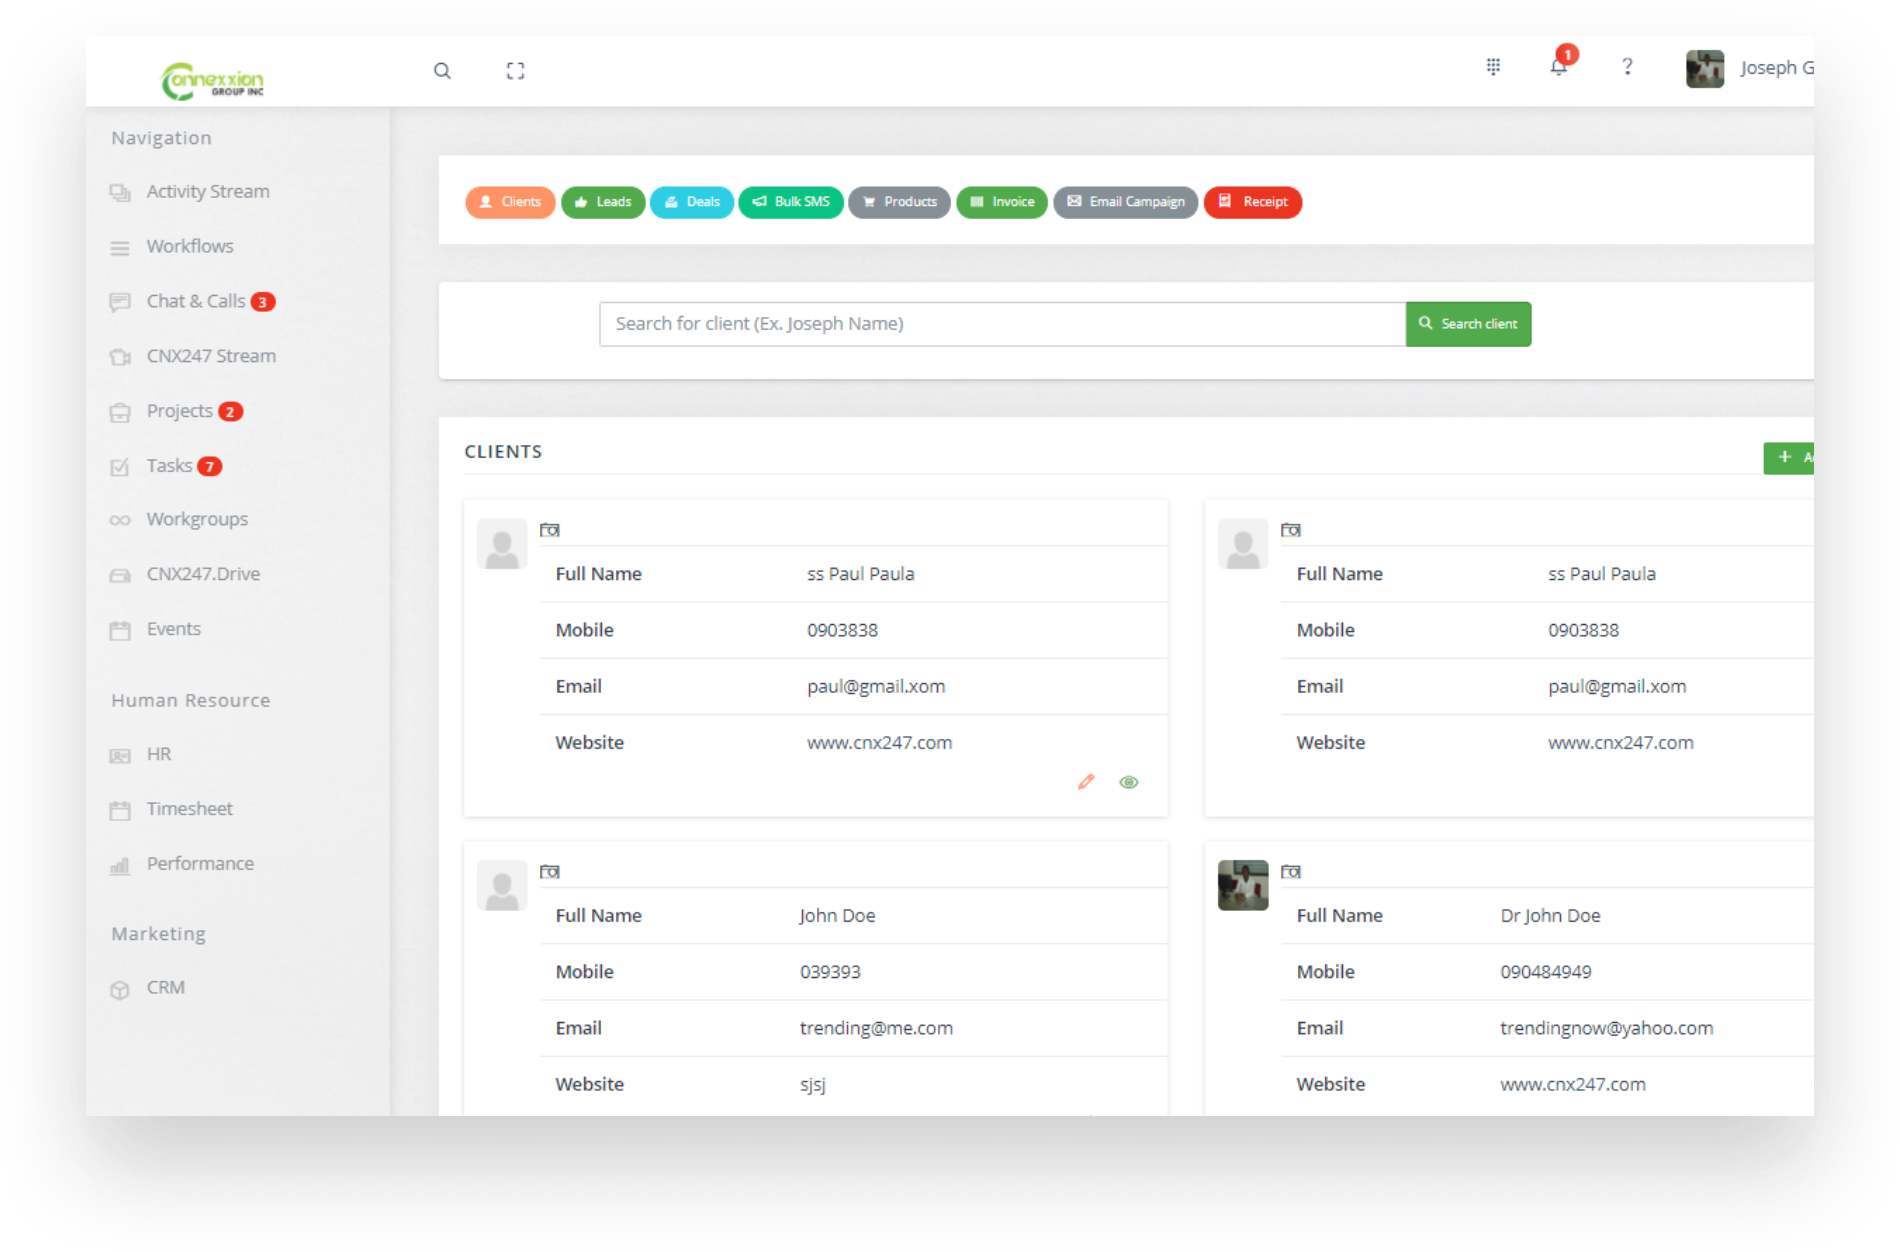 Connexxion
GROUP INC
1
?
Joseph G
Navigation
Activity Stream
Workflows
Chat & Calls 3
CNX247 Stream
Projects 2
Tasks 7
Workgroups
CNX247.Drive
Events
Human Resource
HR
Timesheet
Performance
Marketing
CRM
Clients Leads Deals Bulk SMS Products Invoice Email Campaign Receipt
Search for client (Ex. Joseph Name) Search client
CLIENTS
Full Name ss Paul Paula
Mobile 0903838
Email paul@gmail.xom
Website www.cnx247.com
Full Name ss Paul Paula
Mobile 0903838
Email paul@gmail.xom
Website www.cnx247.com
Full Name John Doe
Mobile 039393
Email trending@me.com
Website sjsj
Full Name Dr John Doe
Mobile 090484949
Email trendingnow@yahoo.com
Website www.cnx247.com